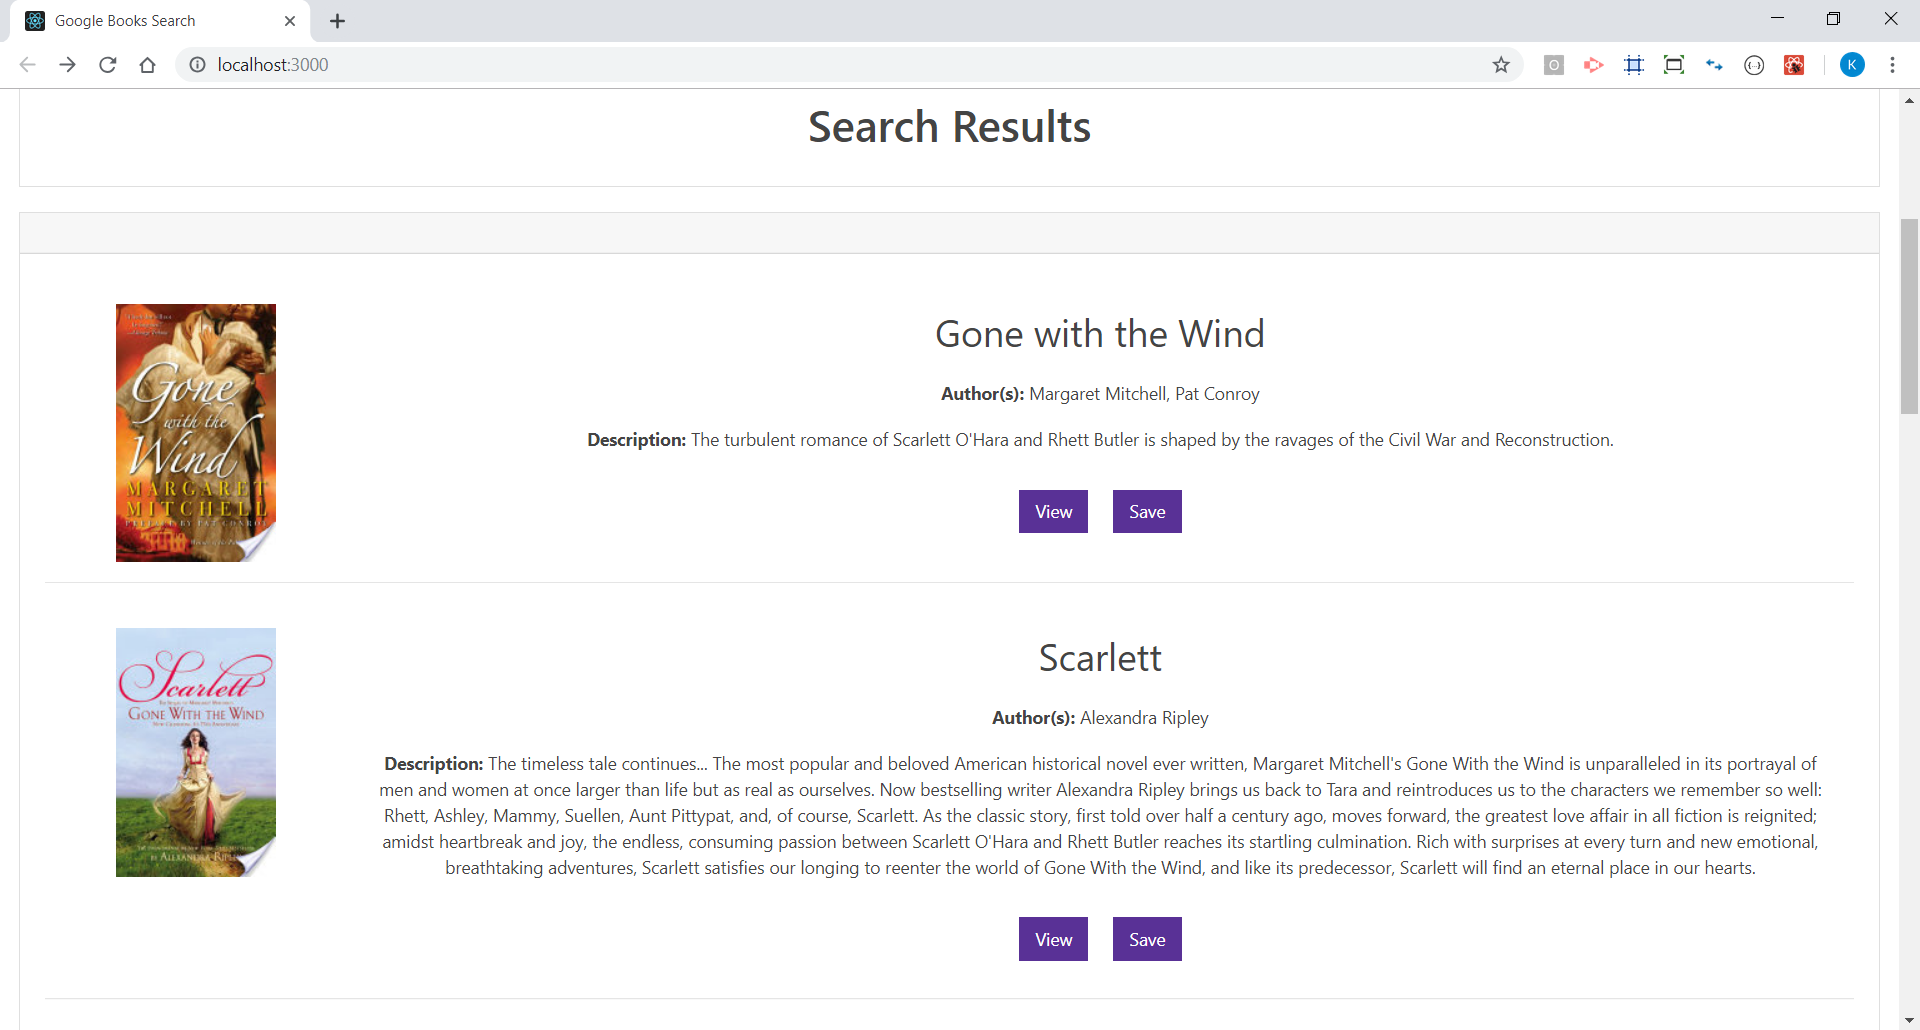 Google Books Search
localhost:3000
O
K
Search Results
Gone
with the
Wind
MARGARET
MITCHELL
PREFACE BY PAT CONROY
Gone with the Wind
Author(s): Margaret Mitchell, Pat Conroy
Description: The turbulent romance of Scarlett O'Hara and Rhett Butler is shaped by the ravages of the Civil War and Reconstruction.
View Save
Scarlett
GONE WITH THE WIND
BY ALEXANDRA RIPLEY
Scarlett
Author(s): Alexandra Ripley
Description: The timeless tale continues... The most popular and beloved American historical novel ever written, Margaret Mitchell's Gone With the Wind is unparalleled in its portrayal of
men and women at once larger than life but as real as ourselves. Now bestselling writer Alexandra Ripley brings us back to Tara and reintroduces us to the characters we remember so well:
Rhett, Ashley, Mammy, Suellen, Aunt Pittypat, and, of course, Scarlett. As the classic story, first told over half a century ago, moves forward, the greatest love affair in all fiction is reignited;
amidst heartbreak and joy, the endless, consuming passion between Scarlett O'Hara and Rhett Butler reaches its startling culmination. Rich with surprises at every turn and new emotional,
breathtaking adventures, Scarlett satisfies our longing to reenter the world of Gone With the Wind, and like its predecessor, Scarlett will find an eternal place in our hearts.
View Save